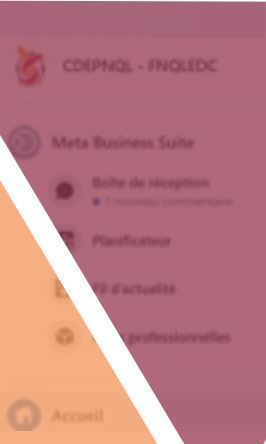 CDEPNQL - FNQLEDC
Meta Business Suite
Boîte de réception
1 nouveau commentaire
Planificateur
Fil d'actualité
professionnelles
Accueil